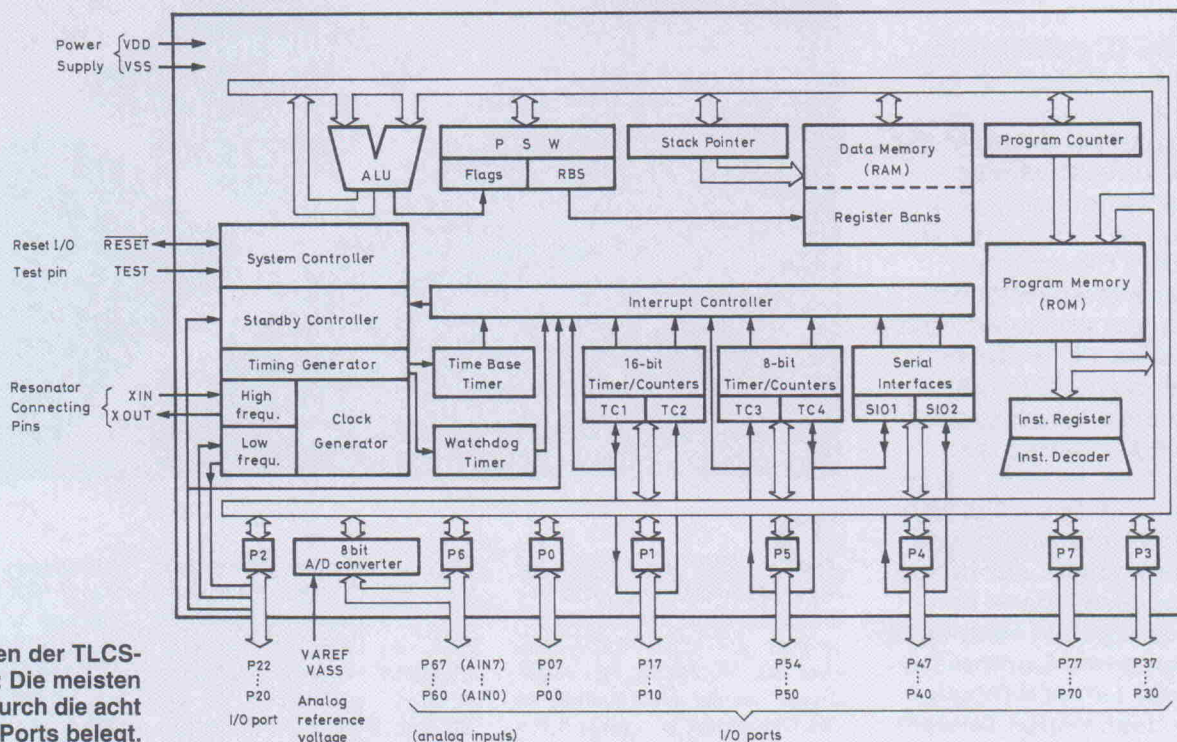 Power
Supply
VDD
VSS
ALU
P S W
Flags
RBS
Stack Pointer
Data Memory
(RAM)
Register Banks
Program Counter
Reset I/O
RESET
Test pin
TEST
System Controller
Standby Controller
Timing Generator
Interrupt Controller
Program Memory
(ROM)
Time Base
Timer
16-bit
Timer/Counters
TC1
TC2
8-bit
Timer/Counters
TC3
TC4
Serial
Interfaces
SIO1
SIO2
Resonator
Connecting
Pins
XIN
XOUT
High
frequ.
Low
frequ.
Clock
Generator
Watchdog
Timer
Inst. Register
Inst. Decoder
P2
8bit
A/D converter
P6
P0
P1
P5
P4
P7
P3
P22
P20
I/O port
VAREF
VASS
Analog
reference
voltage
P67 (AIN7)
P60 (AIN0)
(analog inputs)
P07
P00
P17
P10
P54
P50
P47
P40
P77
P70
P37
P30
I/O ports
en der TLCS-
: Die meisten
urch die acht
Ports belegt.